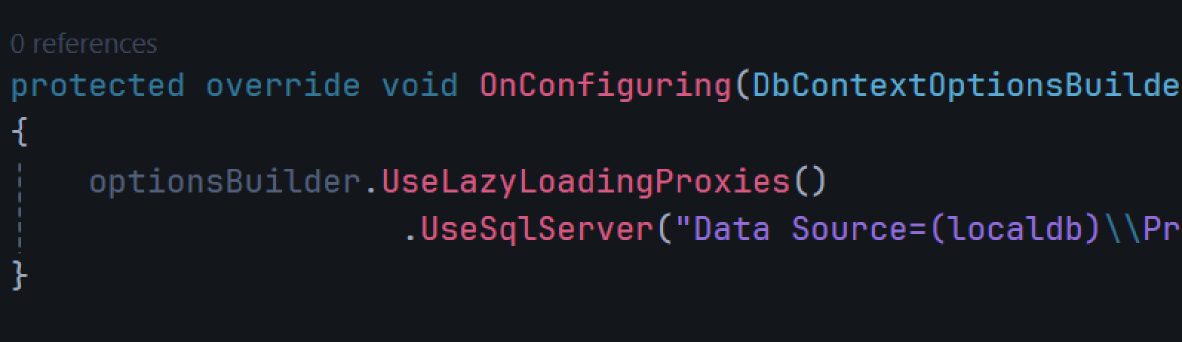 0 references
protected override void OnConfiguring(DbContextOptionsBuilde
{
optionsBuilder.UseLazyLoadingProxies()
.UseSqlServer("Data Source=(localdb)\\Pr
}